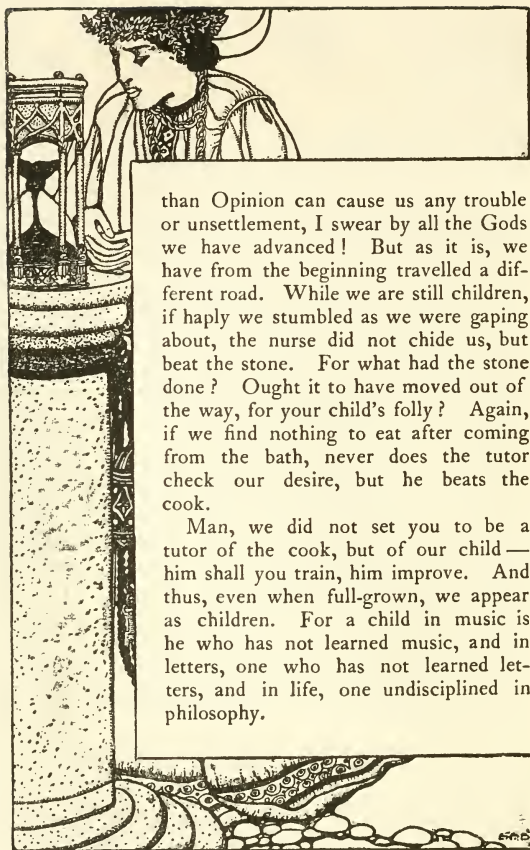 than Opinion can cause us any trouble
or unsettlement, I swear by all the Gods
we have advanced! But as it is, we
have from the beginning travelled a dif-
ferent road. While we are still children,
if haply we stumbled as we were gaping
about, the nurse did not chide us, but
beat the stone. For what had the stone
done? Ought it to have moved out of
the way, for your child's folly? Again,
if we find nothing to eat after coming
from the bath, never does the tutor
check our desire, but he beats the
cook.
Man, we did not set you to be a
tutor of the cook, but of our child —
him shall you train, him improve. And
thus, even when full-grown, we appear
as children. For a child in music is
he who has not learned music, and in
letters, one who has not learned let-
ters, and in life, one undisciplined in
philosophy.